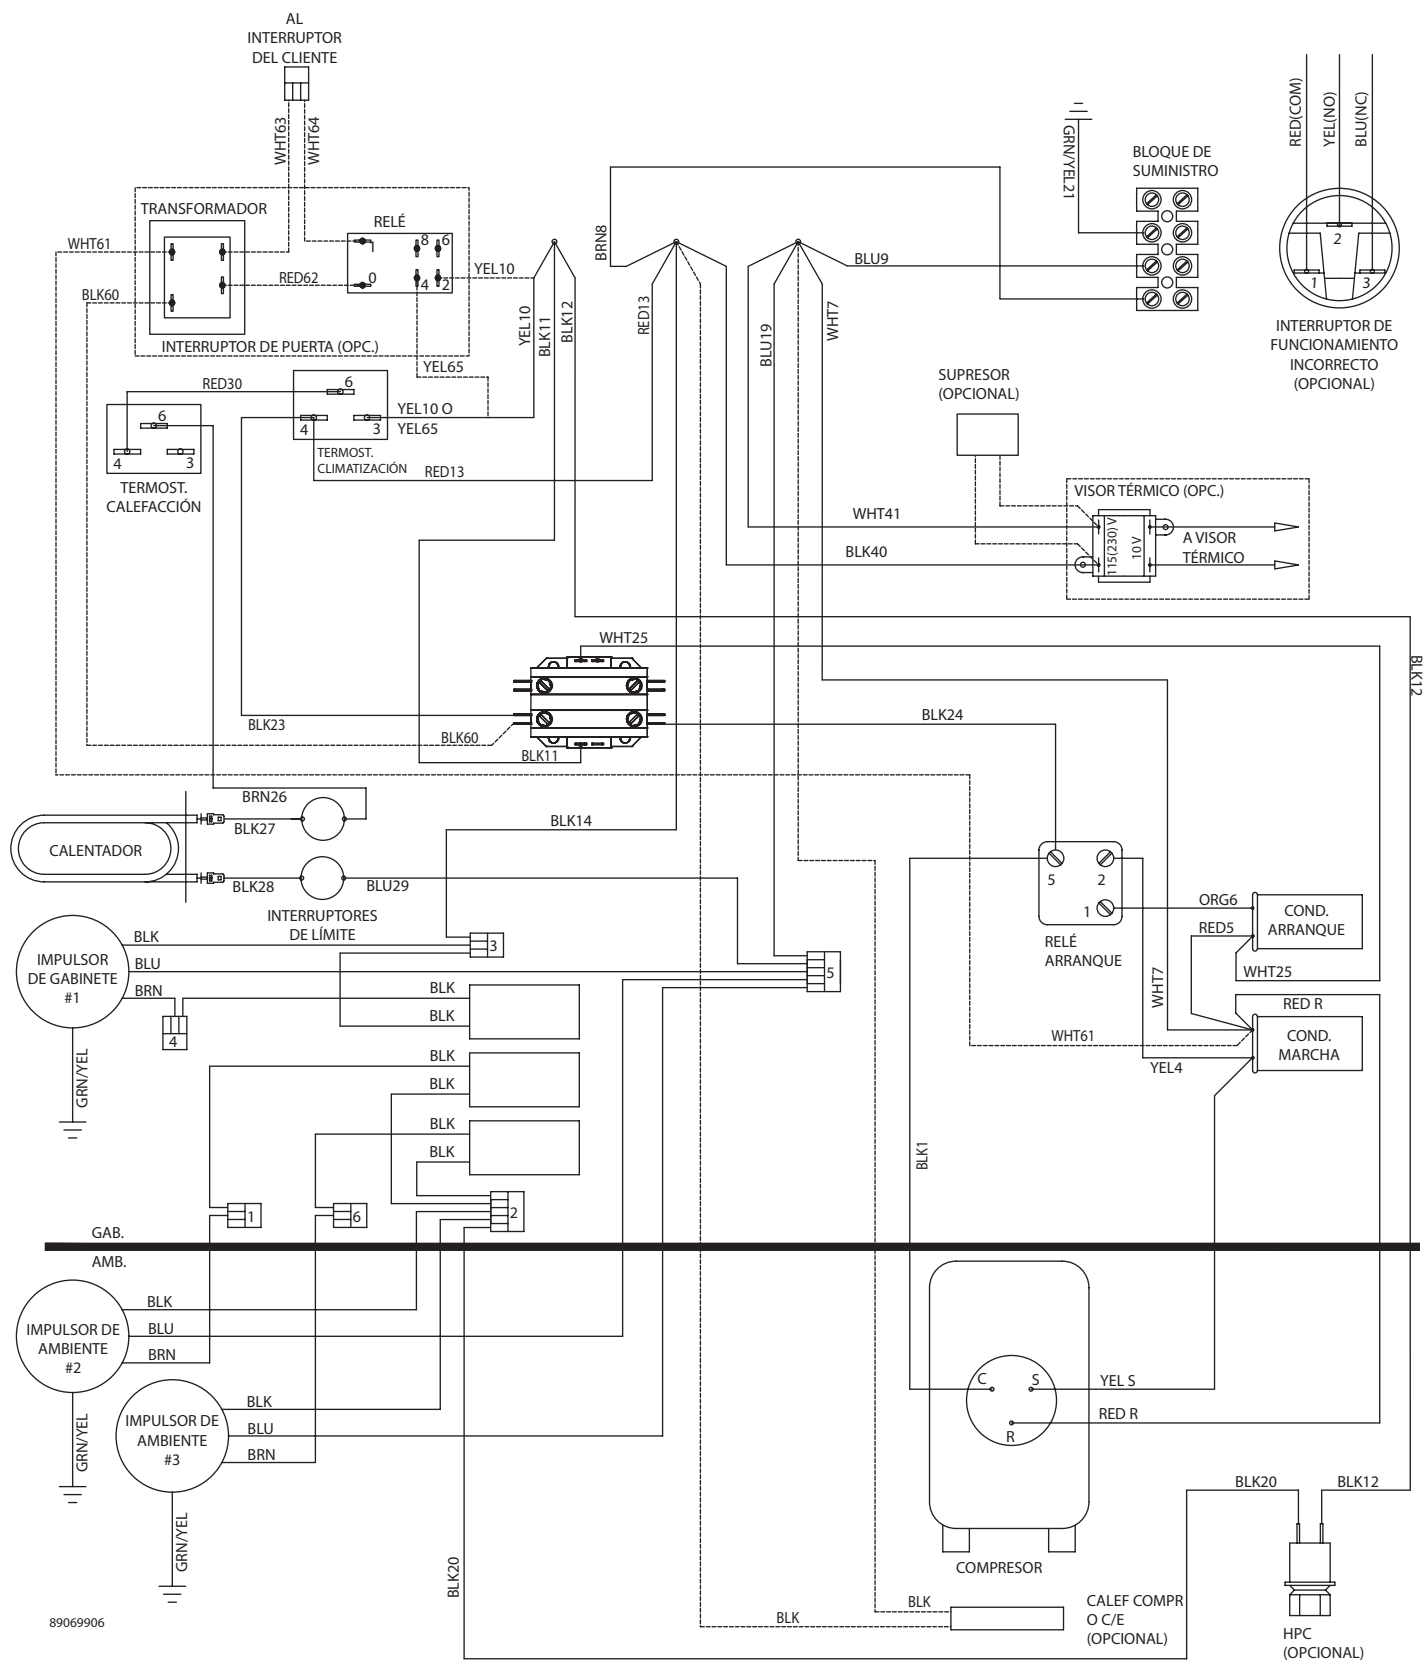 AL
INTERRUPTOR
DEL CLIENTE
WHT63
WHT64
RED(COM)
YEL(NO)
BLU(NC)
GRN/YEL21
BLOQUE DE
SUMINISTRO
BRN8
TRANSFORMADOR
RELÉ
WHT61
1
8
6
2
BLU9
RED62
0
4
2
YEL10
1
3
BLK60
YEL10
BLK11
BLK12
RED13
BLU19
WHT7
INTERRUPTOR DE
FUNCIONAMIENTO
INCORRECTO
(OPCIONAL)
INTERRUPTOR DE PUERTA (OPC.)
YEL65
SUPRESOR
(OPCIONAL)
RED30
6
YEL10 O
YEL65
6
4
3
4
3
TERMOST.
CLIMATIZACIÓN
RED13
TERMOST.
CALEFACCIÓN
VISOR TÉRMICO (OPC.)
WHT41
115(230) V
10 V
A VISOR
TÉRMICO
BLK40
WHT25
BLK12
BLK23
BLK24
BLK60
BLK11
BRN26
BLK27
BLK14
CALENTADOR
BLK28
BLU29
5
2
1
ORG6
COND.
ARRANQUE
RED5
INTERRUPTORES
DE LÍMITE
RELÉ
ARRANQUE
BLK
3
IMPULSOR
DE GABINETE
#1
BLU
5
WHT25
WHT7
BRN
BLK
RED R
4
BLK
WHT61
COND.
MARCHA
GRN/YEL
BLK
YEL4
BLK
BLK
BLK
BLK1
1
6
2
GAB.
AMB.
BLK
IMPULSOR DE
AMBIENTE
#2
BLU
BRN
C
S
YEL S
BLK
RED R
IMPULSOR DE
AMBIENTE
#3
BLU
R
BRN
GRN/YEL
BLK20
BLK12
GRN/YEL
BLK20
COMPRESOR
BLK
BLK
CALEF COMPR
O C/E
(OPCIONAL)
HPC
(OPCIONAL)
89069906